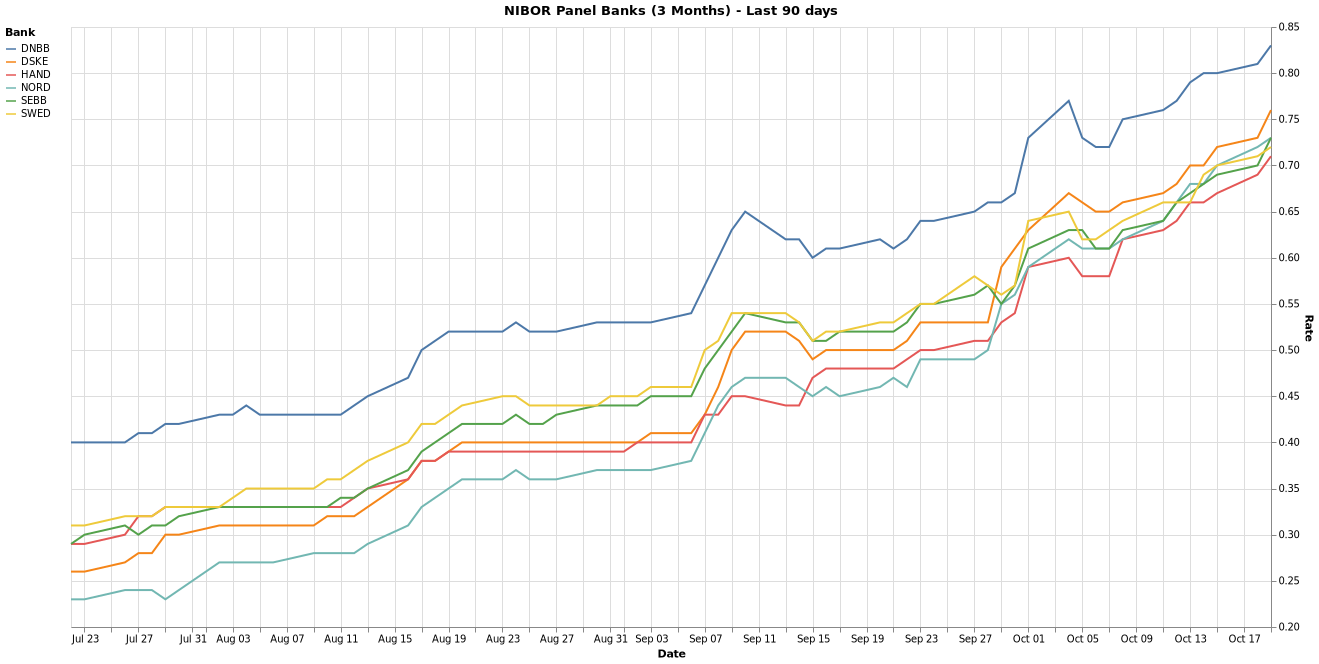 NIBOR Panel Banks (3 Months) - Last 90 days
Bank
DNBB
DSKE
HAND
NORD
SEBB
SWED
0.85
0.80
0.75
0.70
0.65
0.60
0.55
0.50
0.45
0.40
0.35
0.30
0.25
0.20
Rate
Jul 23 Jul 27 Jul 31 Aug 03 Aug 07 Aug 11 Aug 15 Aug 19 Aug 23 Aug 27 Aug 31 Sep 03 Sep 07 Sep 11 Sep 15 Sep 19 Sep 23 Sep 27 Oct 01 Oct 05 Oct 09 Oct 13 Oct 17
Date